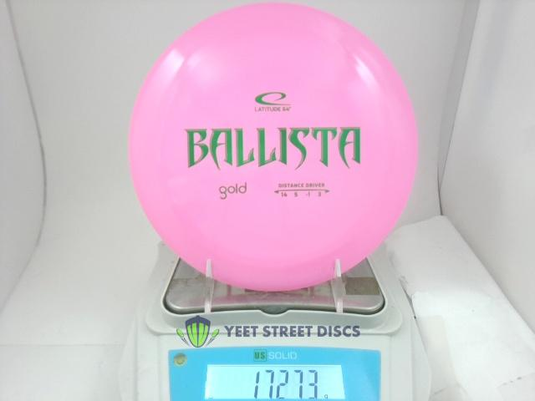 LATITUDE 64°
BALLISTA
gold
DISTANCE DRIVER
14 5 -1 3
YEET STREET DISCS
US SOLID
172.73 g